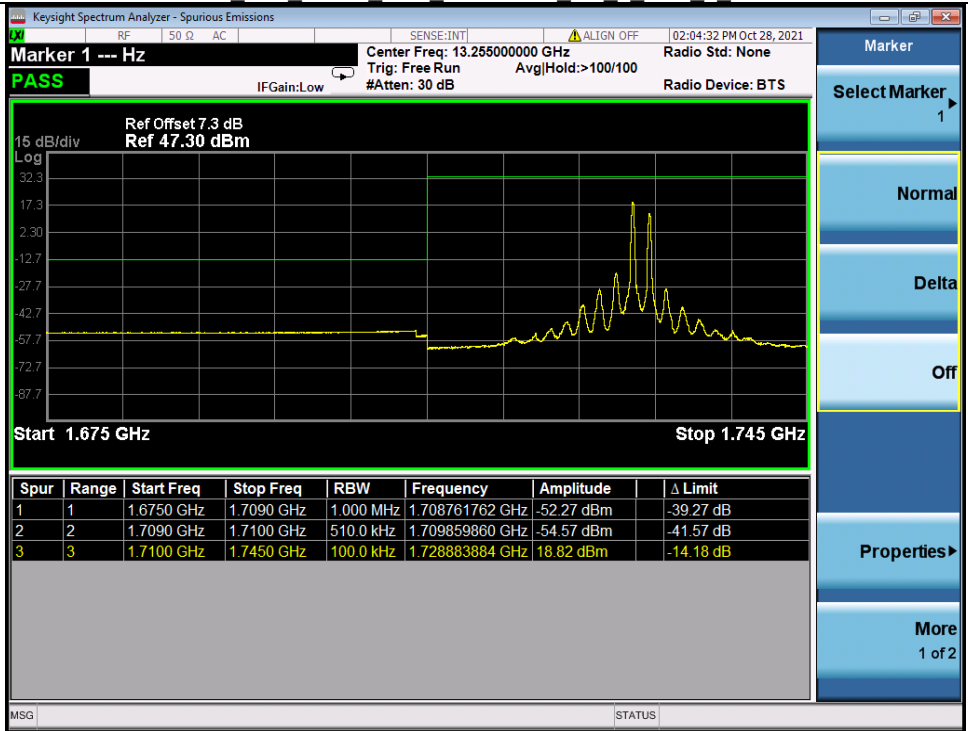 Keysight Spectrum Analyzer - Spurious Emissions
LXI RF 50 Ω AC SENSE:INT ALIGN OFF 02:04:32 PM Oct 28, 2021
Marker 1 --- Hz Center Freq: 13.255000000 GHz Radio Std: None
Trig: Free Run Avg|Hold:>100/100
PASS IFGain:Low #Atten: 30 dB Radio Device: BTS
Ref Offset 7.3 dB
15 dB/div Ref 47.30 dBm
Log
32.3
17.3
2.30
-12.7
-27.7
-42.7
-57.7
-72.7
-87.7
Start 1.675 GHz Stop 1.745 GHz
Spur Range Start Freq Stop Freq RBW Frequency Amplitude Δ Limit
1 1 1.6750 GHz 1.7090 GHz 1.000 MHz 1.708761762 GHz -52.27 dBm -39.27 dB
2 2 1.7090 GHz 1.7100 GHz 510.0 kHz 1.709859860 GHz -54.57 dBm -41.57 dB
3 3 1.7100 GHz 1.7450 GHz 100.0 kHz 1.728883884 GHz 18.82 dBm -14.18 dB
MSG STATUS
Marker
Select Marker
1
Normal
Delta
Off
Properties
More
1 of 2